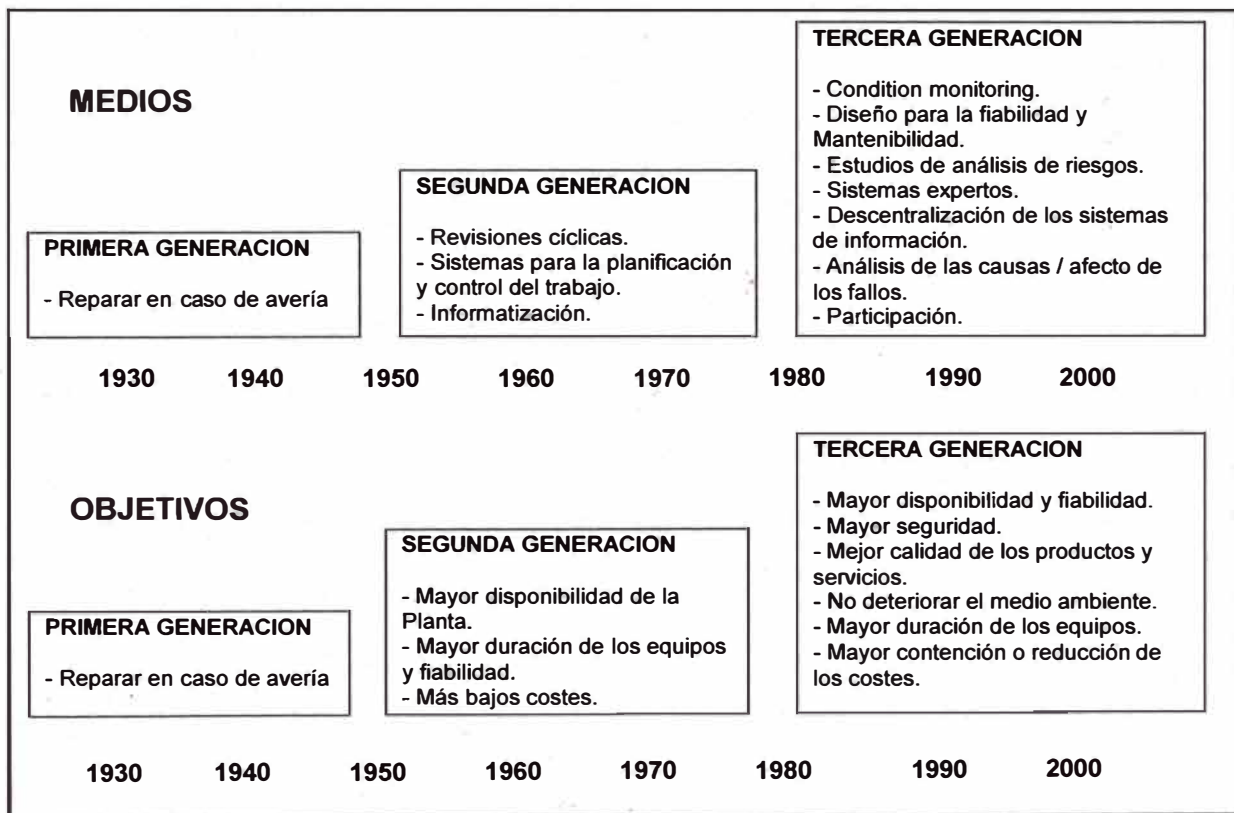 MEDIOS
PRIMERA GENERACION
- Reparar en caso de avería
SEGUNDA GENERACION
- Revisiones cíclicas.
- Sistemas para la planificación
y control del trabajo.
- Informatización.
TERCERA GENERACION
- Condition monitoring.
- Diseño para la fiabilidad y
Mantenibilidad.
- Estudios de análisis de riesgos.
- Sistemas expertos.
- Descentralización de los sistemas
de información.
- Análisis de las causas / afecto de
los fallos.
- Participación.
1930 1940 1950 1960 1970 1980 1990 2000
OBJETIVOS
PRIMERA GENERACION
- Reparar en caso de avería
SEGUNDA GENERACION
- Mayor disponibilidad de la
Planta.
- Mayor duración de los equipos
y fiabilidad.
- Más bajos costes.
TERCERA GENERACION
- Mayor disponibilidad y fiabilidad.
- Mayor seguridad.
- Mejor calidad de los productos y
servicios.
- No deteriorar el medio ambiente.
- Mayor duración de los equipos.
- Mayor contención o reducción de
los costes.
1930 1940 1950 1960 1970 1980 1990 2000